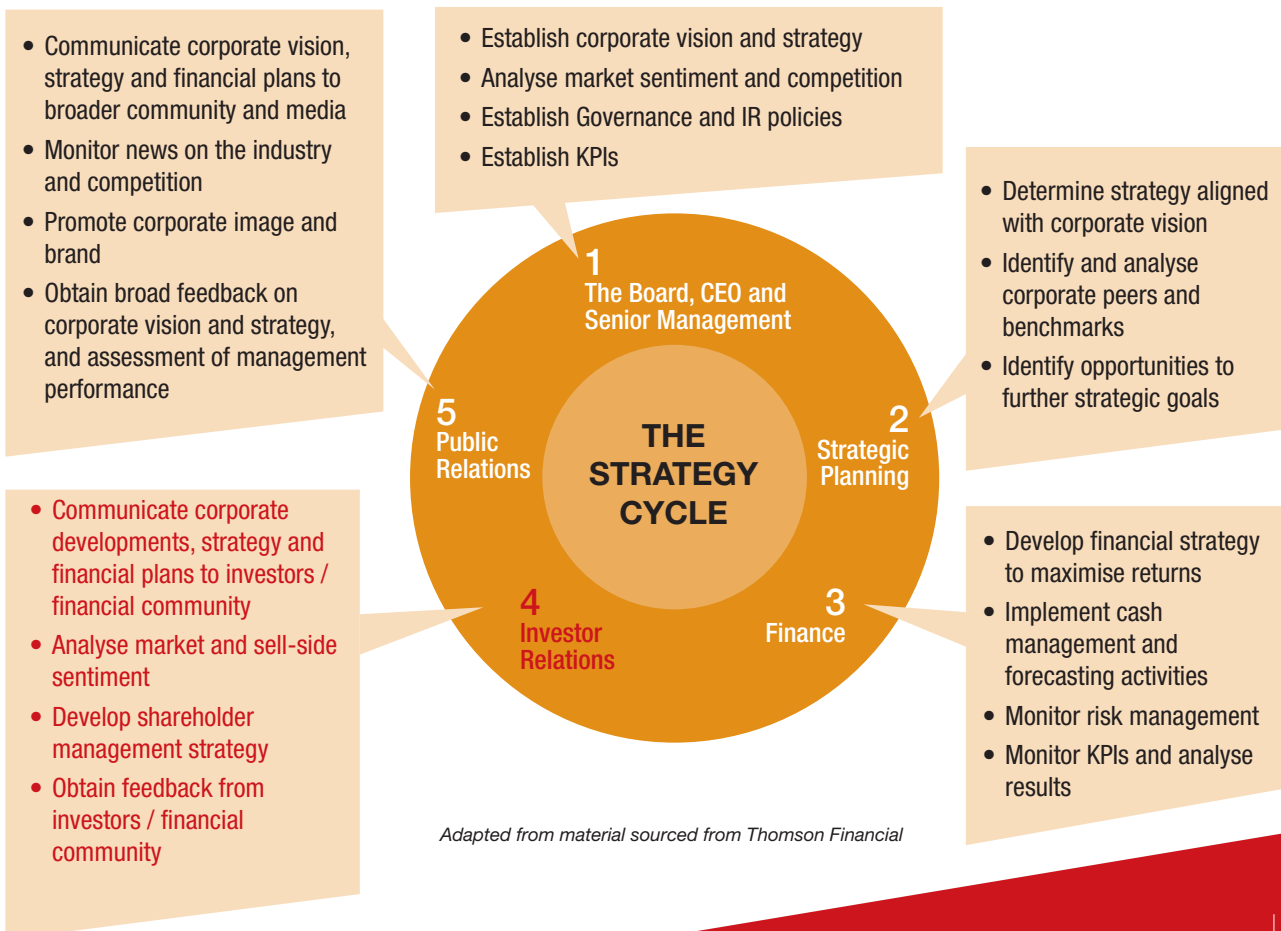 • Communicate corporate vision,
strategy and financial plans to
broader community and media
• Monitor news on the industry
and competition
• Promote corporate image and
brand
• Obtain broad feedback on
corporate vision and strategy,
and assessment of management
performance
• Establish corporate vision and strategy
• Analyse market sentiment and competition
• Establish Governance and IR policies
• Establish KPIs
• Determine strategy aligned
with corporate vision
• Identify and analyse
corporate peers and
benchmarks
• Identify opportunities to
further strategic goals
1
The Board, CEO and
Senior Management
5
Public
Relations
THE
STRATEGY
CYCLE
2
Strategic
Planning
4
Investor
Relations
3
Finance
• Communicate corporate
developments, strategy and
financial plans to investors /
financial community
• Analyse market and sell-side
sentiment
• Develop shareholder
management strategy
• Obtain feedback from
investors / financial
community
• Develop financial strategy
to maximise returns
• Implement cash
management and
forecasting activities
• Monitor risk management
• Monitor KPIs and analyse
results
Adapted from material sourced from Thomson Financial